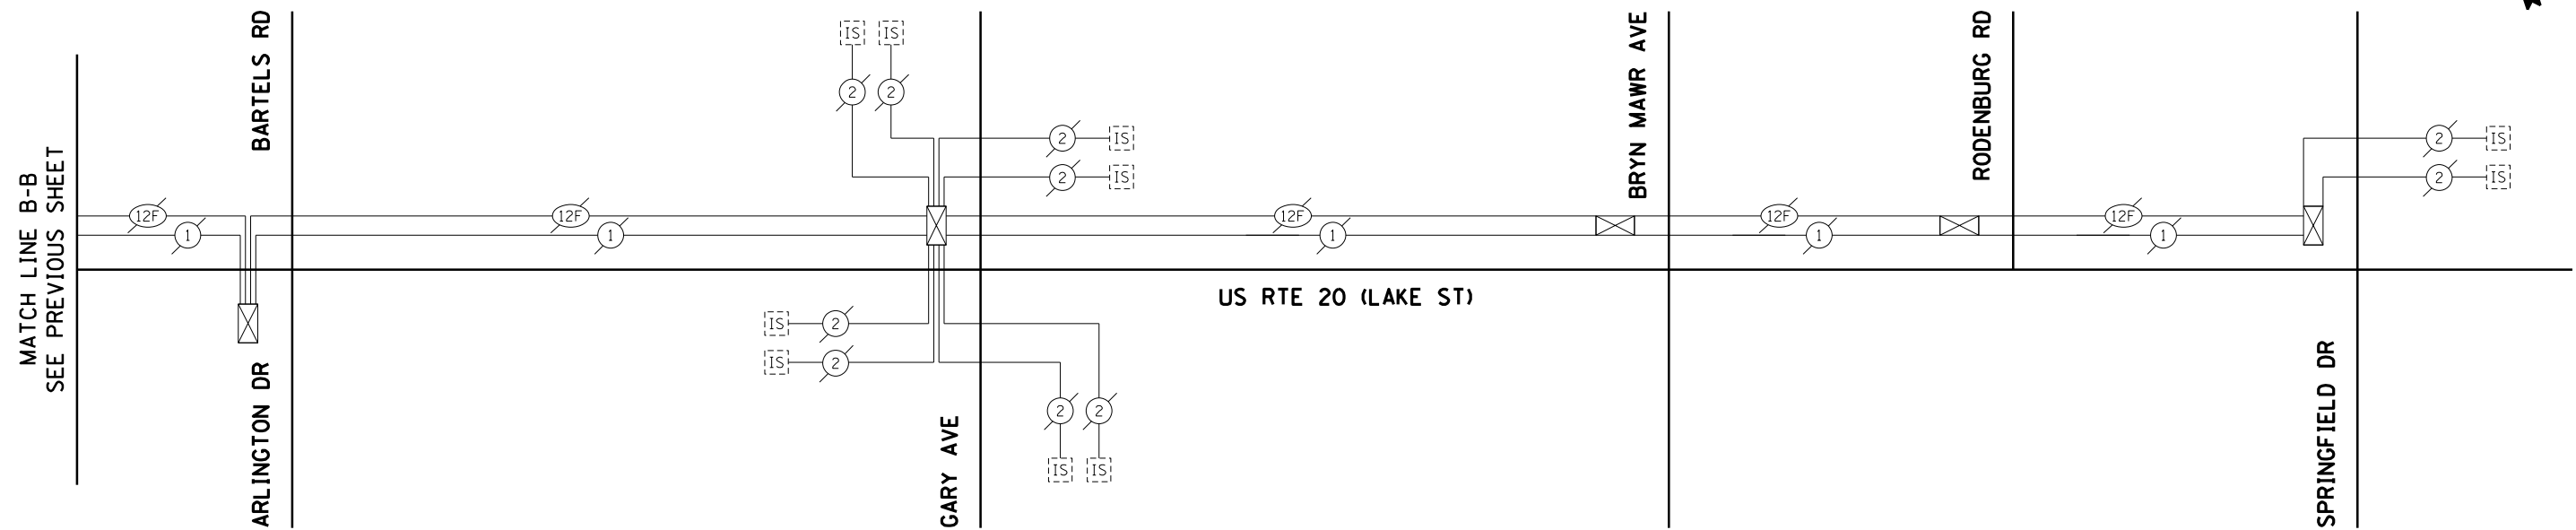 MATCH LINE B-B
SEE PREVIOUS SHEET
BARTELS RD
ARLINGTON DR
12F
1
12F
1
IS IS
2 2
2 IS
2 IS
IS 2
IS 2
2 2
IS IS
GARY AVE
12F
1
US RTE 20 (LAKE ST)
BRYN MAWR AVE
12F
1
RODENBURG RD
12F
1
2 IS
2 IS
SPRINGFIELD DR